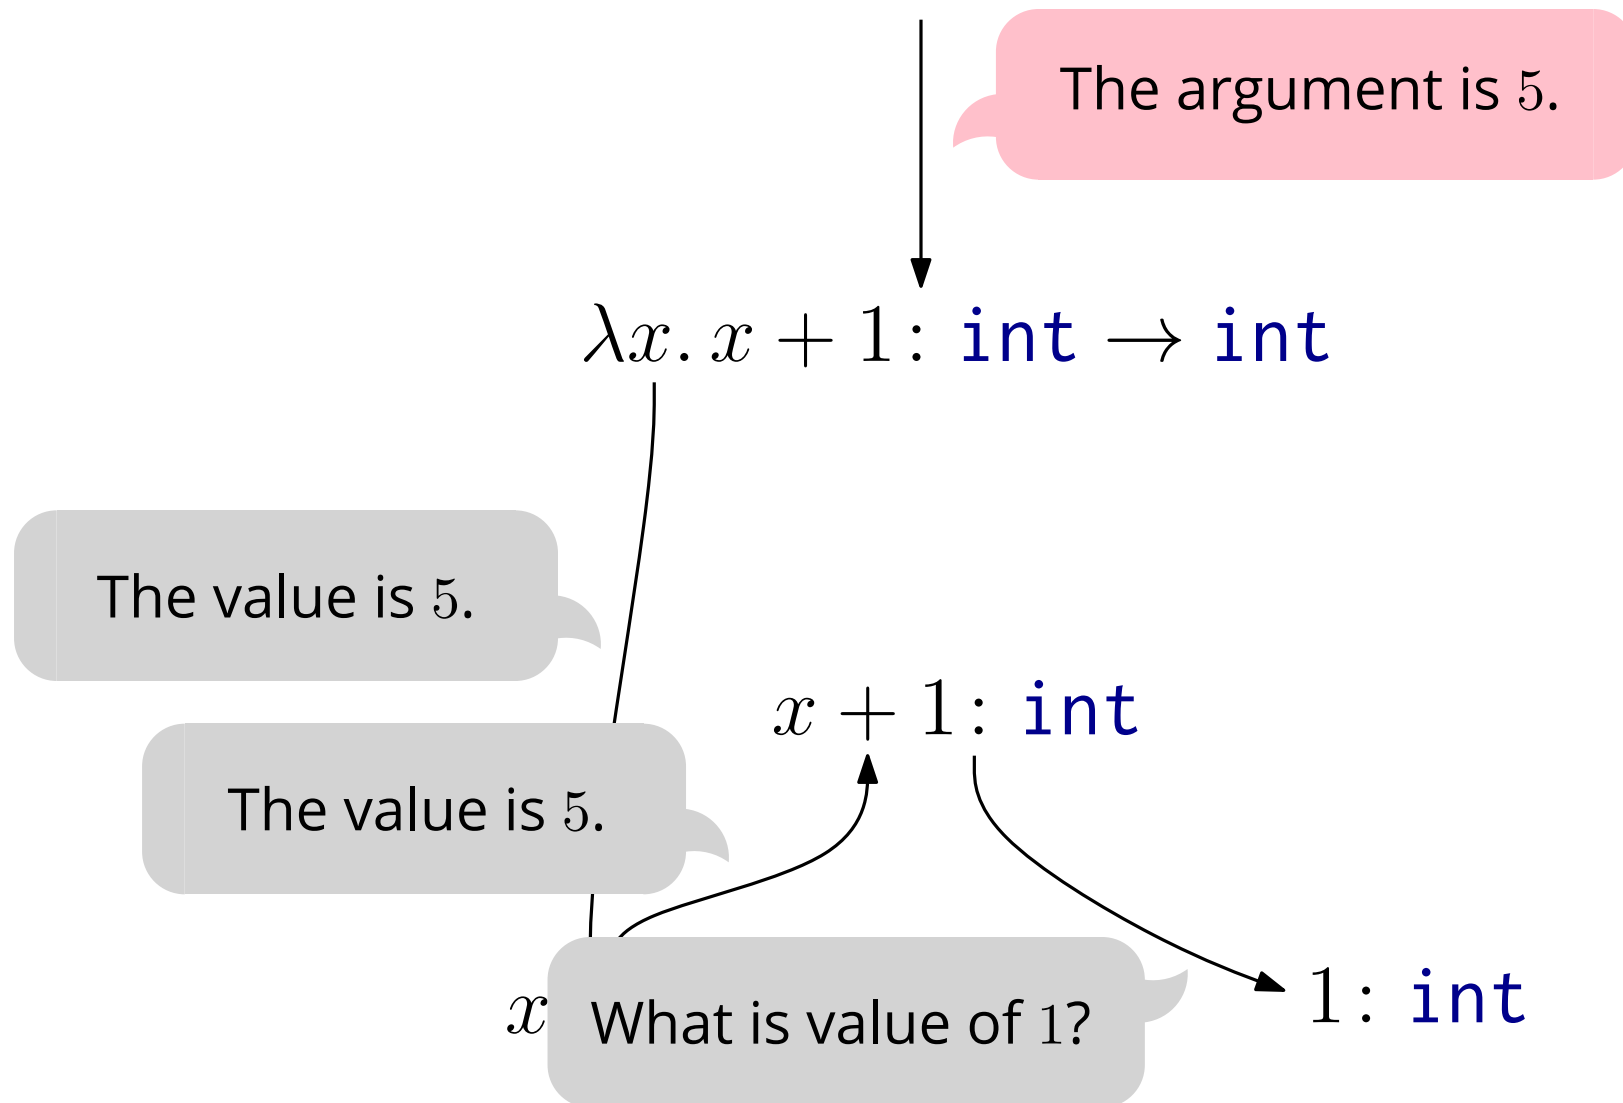 The argument is 5.
λx. x + 1 : int → int
The value is 5.
x + 1 : int
The value is 5.
x
What is value of 1?
1 : int